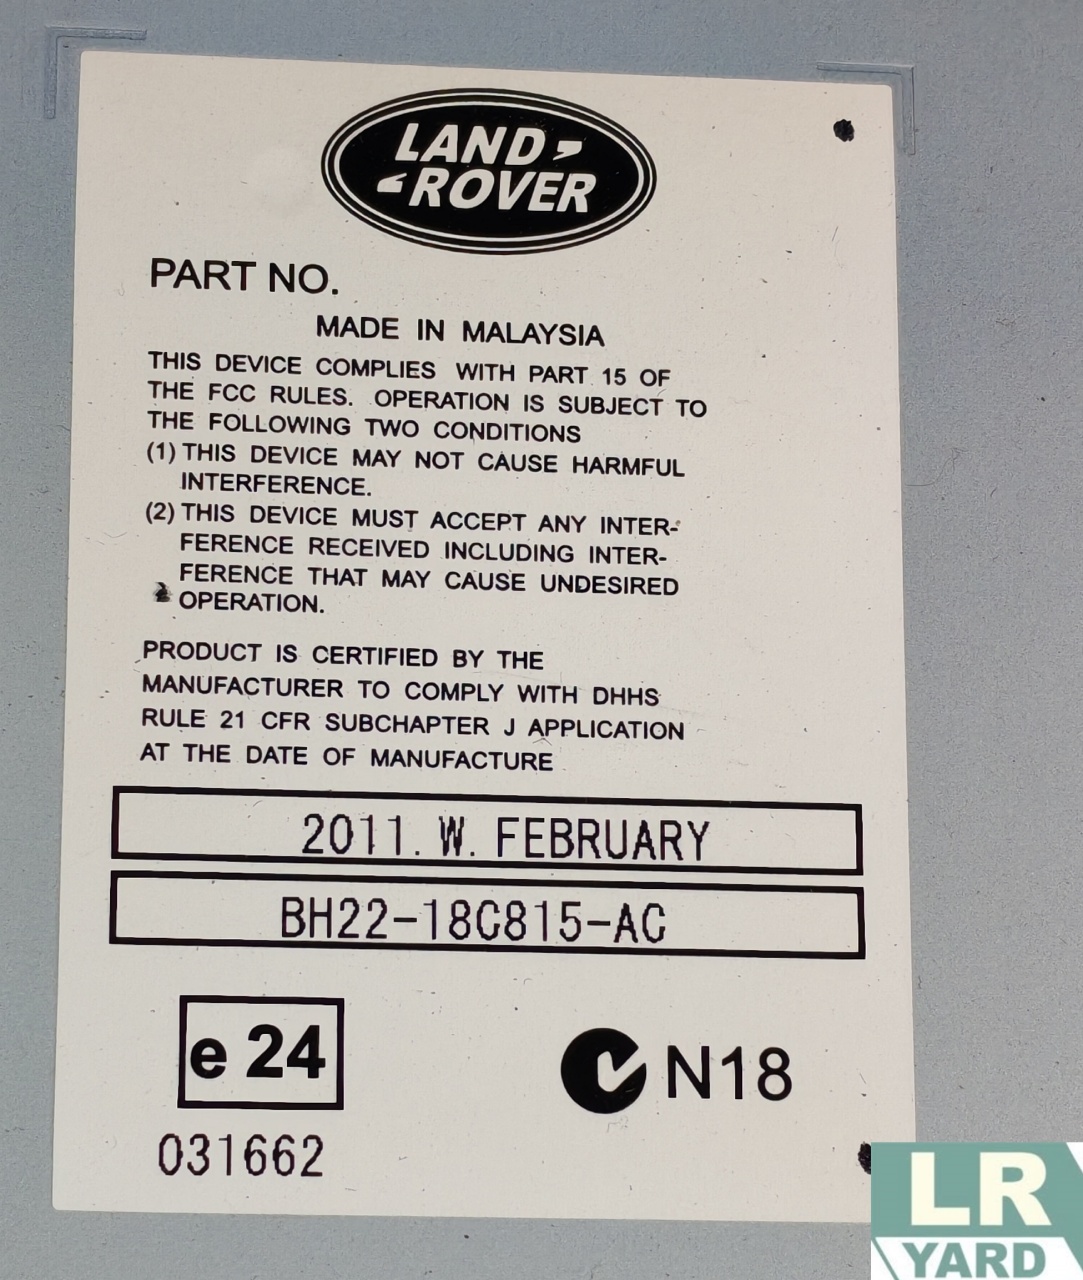 LAND
ROVER
PART NO.
MADE IN MALAYSIA
THIS DEVICE COMPLIES WITH PART 15 OF
THE FCC RULES. OPERATION IS SUBJECT TO
THE FOLLOWING TWO CONDITIONS
(1) THIS DEVICE MAY NOT CAUSE HARMFUL
INTERFERENCE.
(2) THIS DEVICE MUST ACCEPT ANY INTER-
FERENCE RECEIVED INCLUDING INTER-
FERENCE THAT MAY CAUSE UNDESIRED
OPERATION.
PRODUCT IS CERTIFIED BY THE
MANUFACTURER TO COMPLY WITH DHHS
RULE 21 CFR SUBCHAPTER J APPLICATION
AT THE DATE OF MANUFACTURE
2011. W. FEBRUARY
BH22-18C815-AC
e 24
N18
031662
LR
YARD